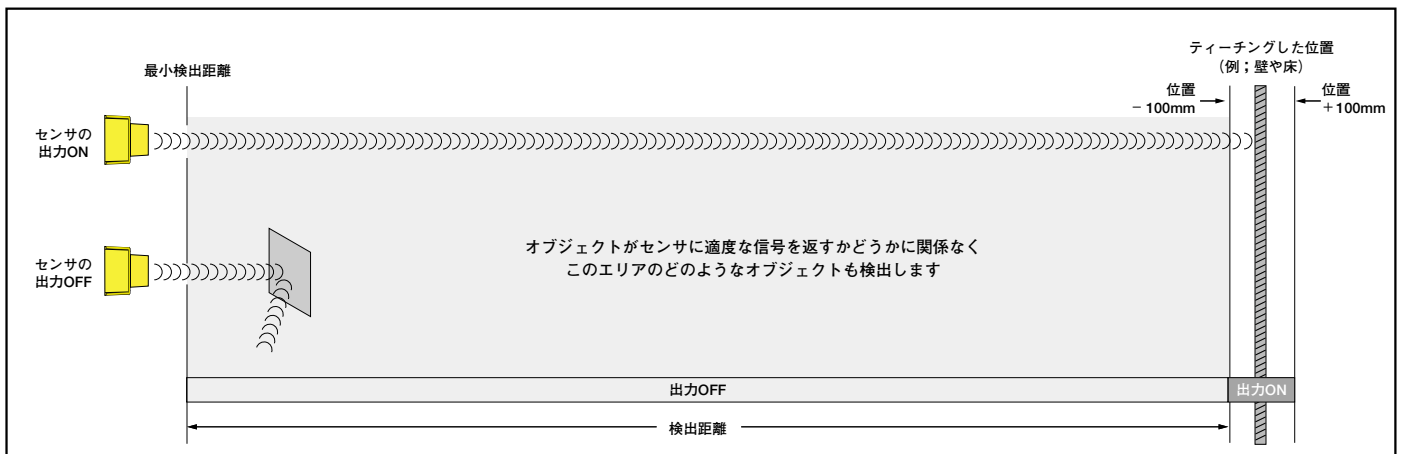 ティーチングした位置
（例；壁や床）
最小検出距離
位置
－100mm
位置
＋100mm
センサの
出力ON
センサの
出力OFF
オブジェクトがセンサに適度な信号を返すかどうかに関係なく
このエリアのどのようなオブジェクトも検出します
出力OFF
出力ON
検出距離